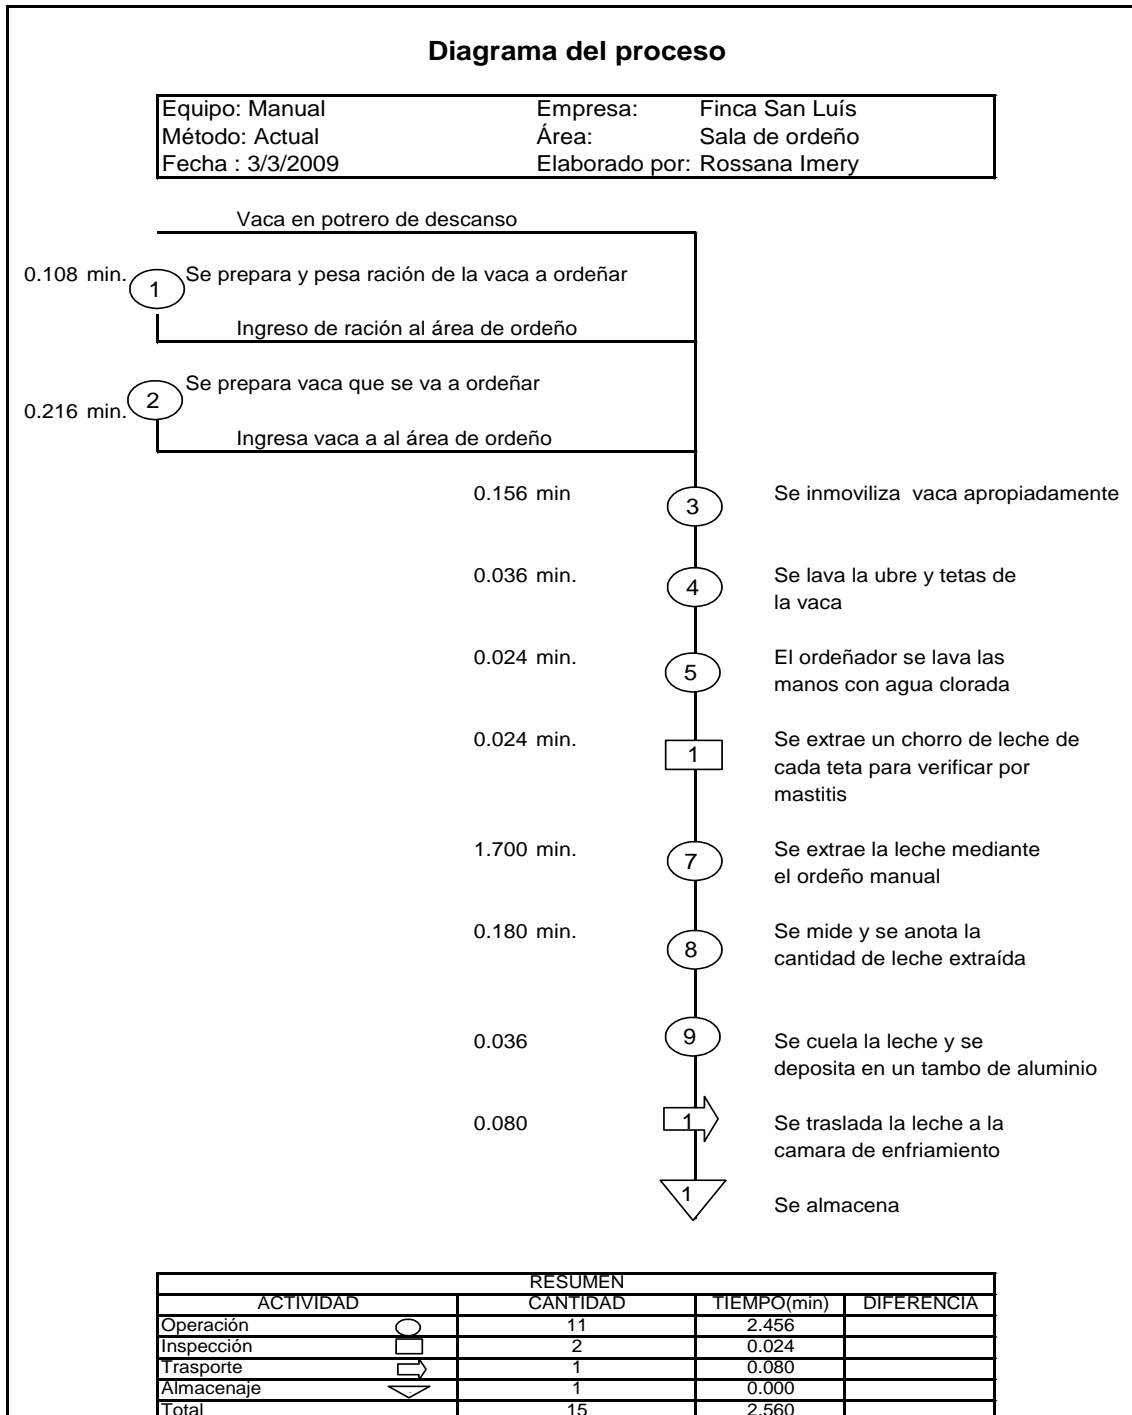 Diagrama del proceso
Equipo: Manual Empresa: Finca San Luís
Método: Actual Área: Sala de ordeño
Fecha : 3/3/2009 Elaborado por: Rossana Imery
Vaca en potrero de descanso
0.108 min. 1 Se prepara y pesa ración de la vaca a ordeñar
Ingreso de ración al área de ordeño
Se prepara vaca que se va a ordeñar
0.216 min. 2
Ingresa vaca a al área de ordeño
0.156 min 3 Se inmoviliza vaca apropiadamente
0.036 min. 4 Se lava la ubre y tetas de
la vaca
0.024 min. 5 El ordeñador se lava las
manos con agua clorada
0.024 min. 1 Se extrae un chorro de leche de
cada teta para verificar por
mastitis
1.700 min. 7 Se extrae la leche mediante
el ordeño manual
0.180 min. 8 Se mide y se anota la
cantidad de leche extraída
0.036 9 Se cuela la leche y se
deposita en un tambo de aluminio
0.080 1 Se traslada la leche a la
camara de enfriamiento
1 Se almacena
RESUMEN
ACTIVIDAD CANTIDAD TIEMPO(min) DIFERENCIA
Operación 11 2.456
Inspección 2 0.024
Trasporte 1 0.080
Almacenaje 1 0.000
Total 15 2.560